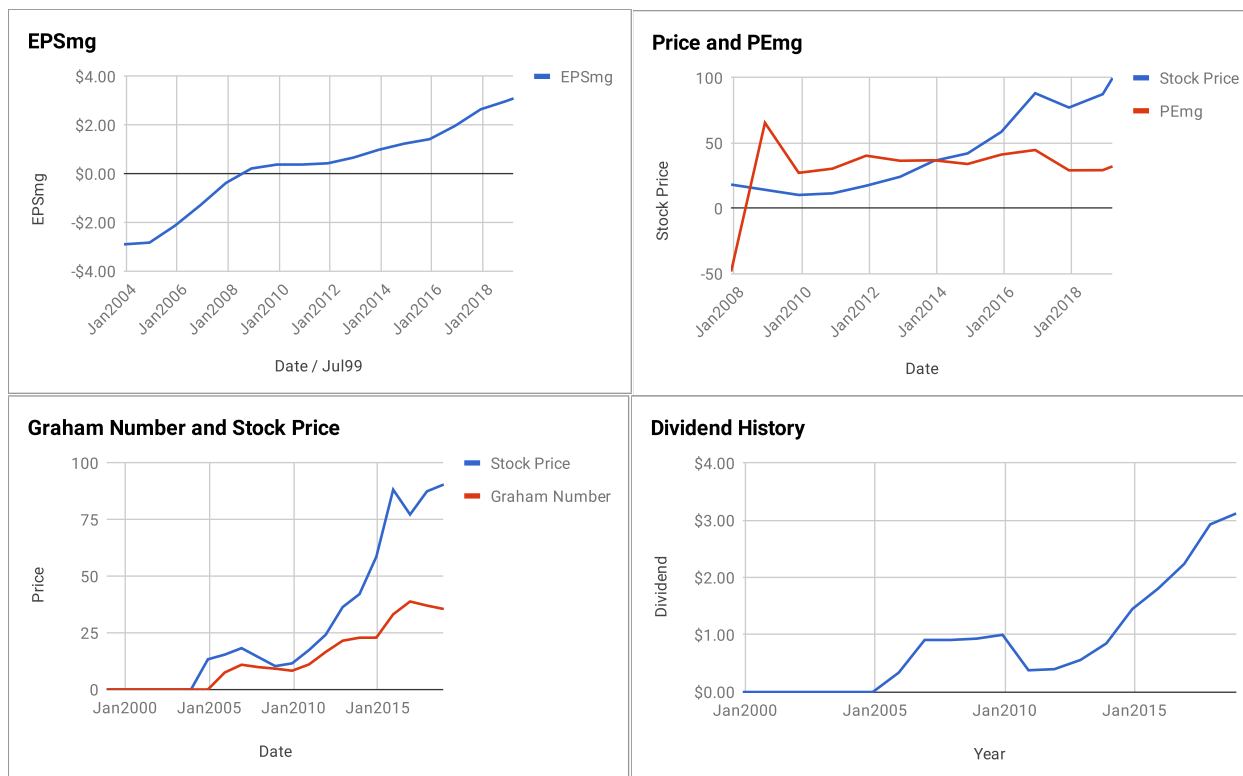 EPSmg
$4.00
$2.00
$0.00
-$2.00
-$4.00
EPSmg
Jan2004
Jan2006
Jan2008
Jan2010
Jan2012
Jan2014
Jan2016
Jan2018
Date / Jul99
EPSmg
Price and PEmg
100
50
0
-50
Stock Price
Jan2008
Jan2010
Jan2012
Jan2014
Jan2016
Jan2018
Date
Stock Price
PEmg
Graham Number and Stock Price
100
75
50
25
0
Price
Jan2000
Jan2005
Jan2010
Jan2015
Date
Stock Price
Graham Number
Dividend History
$4.00
$3.00
$2.00
$1.00
$0.00
Dividend
Jan2000
Jan2005
Jan2010
Jan2015
Year